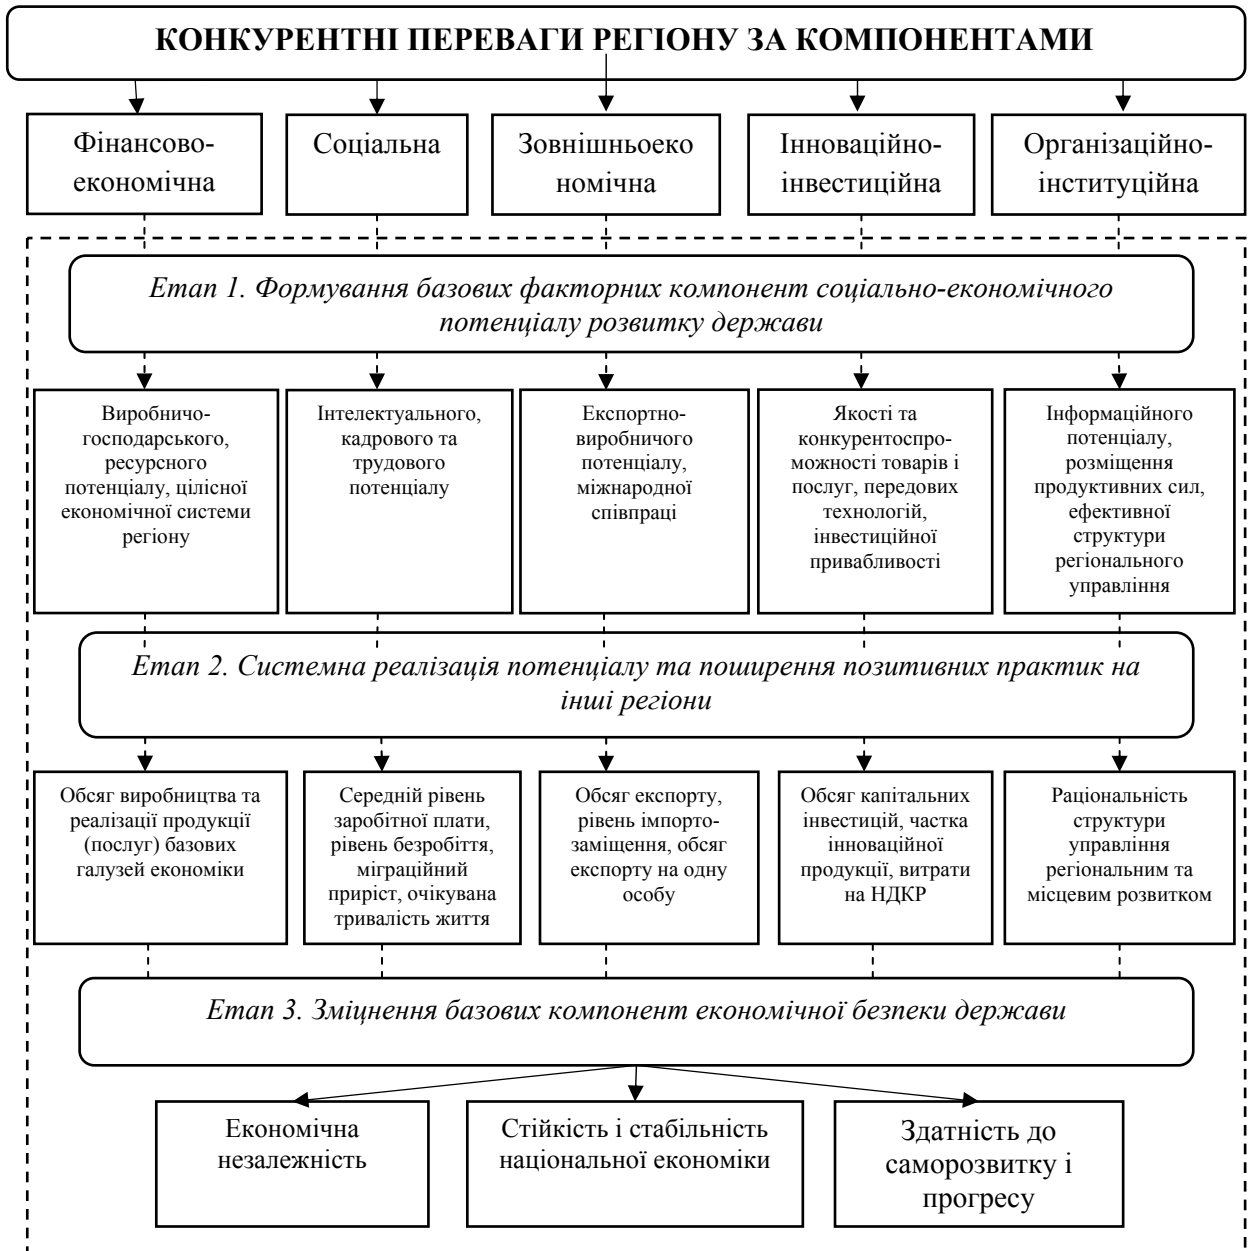 КОНКУРЕНТНІ ПЕРЕВАГИ РЕГІОНУ ЗА КОМПОНЕНТАМИ
Фінансово-
економічна
Соціальна
Зовнішньоеко
номічна
Інноваційно-
інвестиційна
Організаційно-
інституційна
Етап 1. Формування базових факторних компонент соціально-економічного
потенціалу розвитку держави
Виробничо-
господарського,
ресурсного
потенціалу, цілісної
економічної системи
регіону
Інтелектуального,
кадрового та
трудового
потенціалу
Експортно-
виробничого
потенціалу,
міжнародної
співпраці
Якості та
конкурентоспро-
можності товарів і
послуг, передових
технологій,
інвестиційної
привабливості
Інформаційного
потенціалу,
розміщення
продуктивних сил,
ефективної
структури
регіонального
управління
Етап 2. Системна реалізація потенціалу та поширення позитивних практик на
інші регіони
Обсяг виробництва та
реалізації продукції
(послуг) базових
галузей економіки
Середній рівень
заробітної плати,
рівень безробіття,
міграційний
приріст, очікувана
тривалість життя
Обсяг експорту,
рівень імпорто-
заміщення, обсяг
експорту на одну
особу
Обсяг капітальних
інвестицій, частка
інноваційної
продукції, витрати
на НДКР
Раціональність
структури
управління
регіональним та
місцевим розвитком
Етап 3. Зміцнення базових компонент економічної безпеки держави
Економічна
незалежність
Стійкість і стабільність
національної економіки
Здатність до
саморозвитку і
прогресу